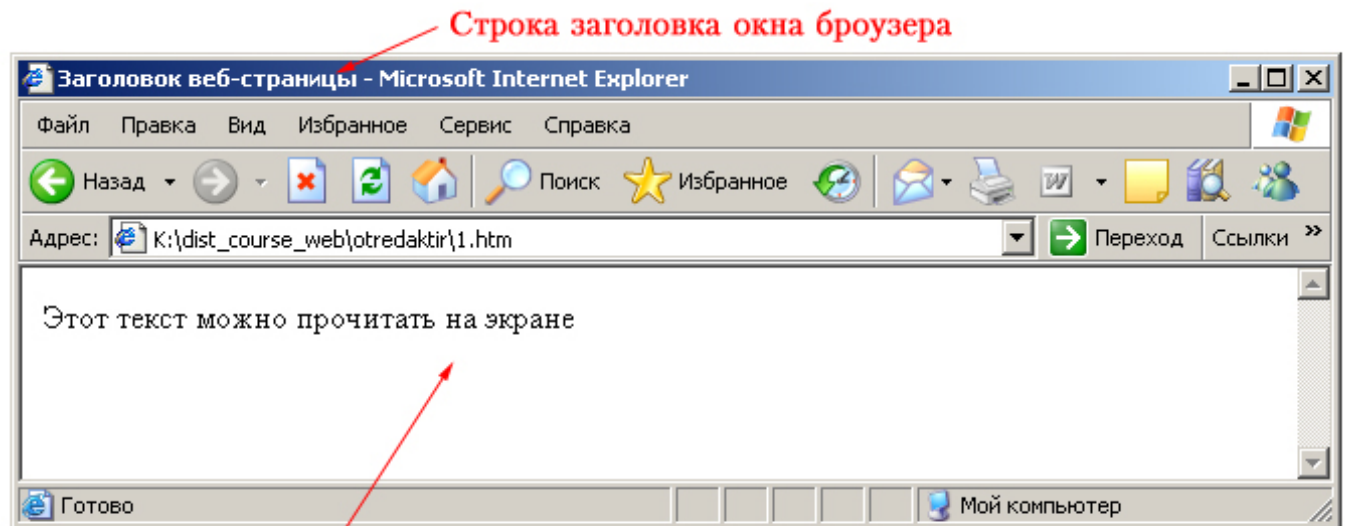 Строка заголовка окна броузера
Заголовок веб-страницы - Microsoft Internet Explorer
Файл Правка Вид Избранное Сервис Справка
Назад Поиск Избранное W
Адрес: K:\dist_course_web\otredaktir\1.htm Переход Ссылки »
Этот текст можно прочитать на экране
Готово Мой компьютер